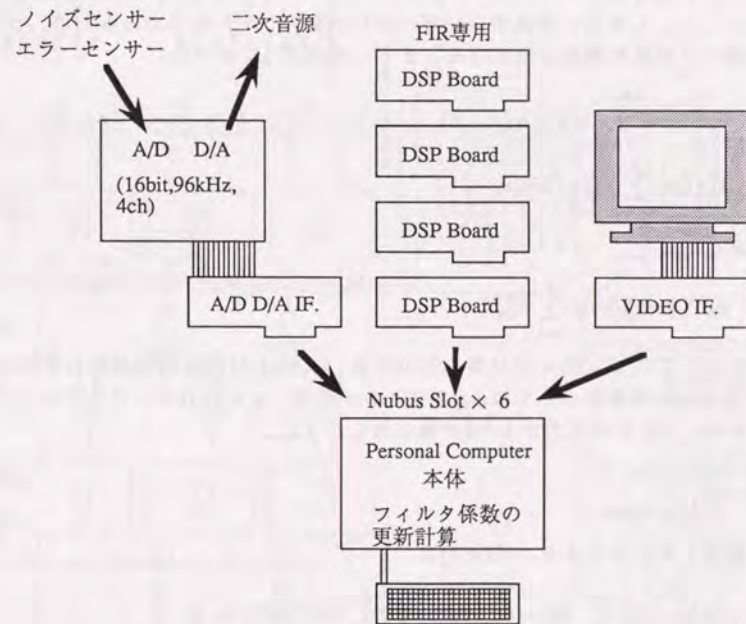 ノイズセンサー
エラーセンサー
二次音源
FIR専用
DSP Board
A/D D/A
(16bit,96kHz,
4ch)
DSP Board
DSP Board
A/D D/A IF.
DSP Board
VIDEO IF.
Nubus Slot × 6
Personal Computer
本体
フィルタ係数の
更新計算